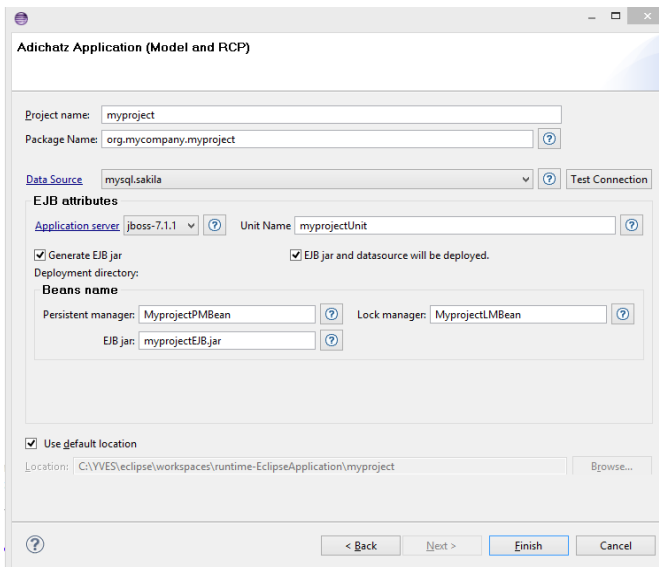 Adichatz Application (Model and RCP)
Project name: myproject
Package Name: org.mycompany.myproject ?
Data Source mysql.sakila ? Test Connection
EJB attributes
Application server jboss-7.1.1 ? Unit Name myprojectUnit ?
Generate EJB jar EJB jar and datasource will be deployed.
Deployment directory:
Beans name
Persistent manager: MyprojectPMBean ? Lock manager: MyprojectLMBean ?
EJB jar: myprojectEJB.jar ?
Use default location
Location: C:\YVES\eclipse\workspaces\runtime-EclipseApplication\myproject Browse...
? < Back Next > Finish Cancel